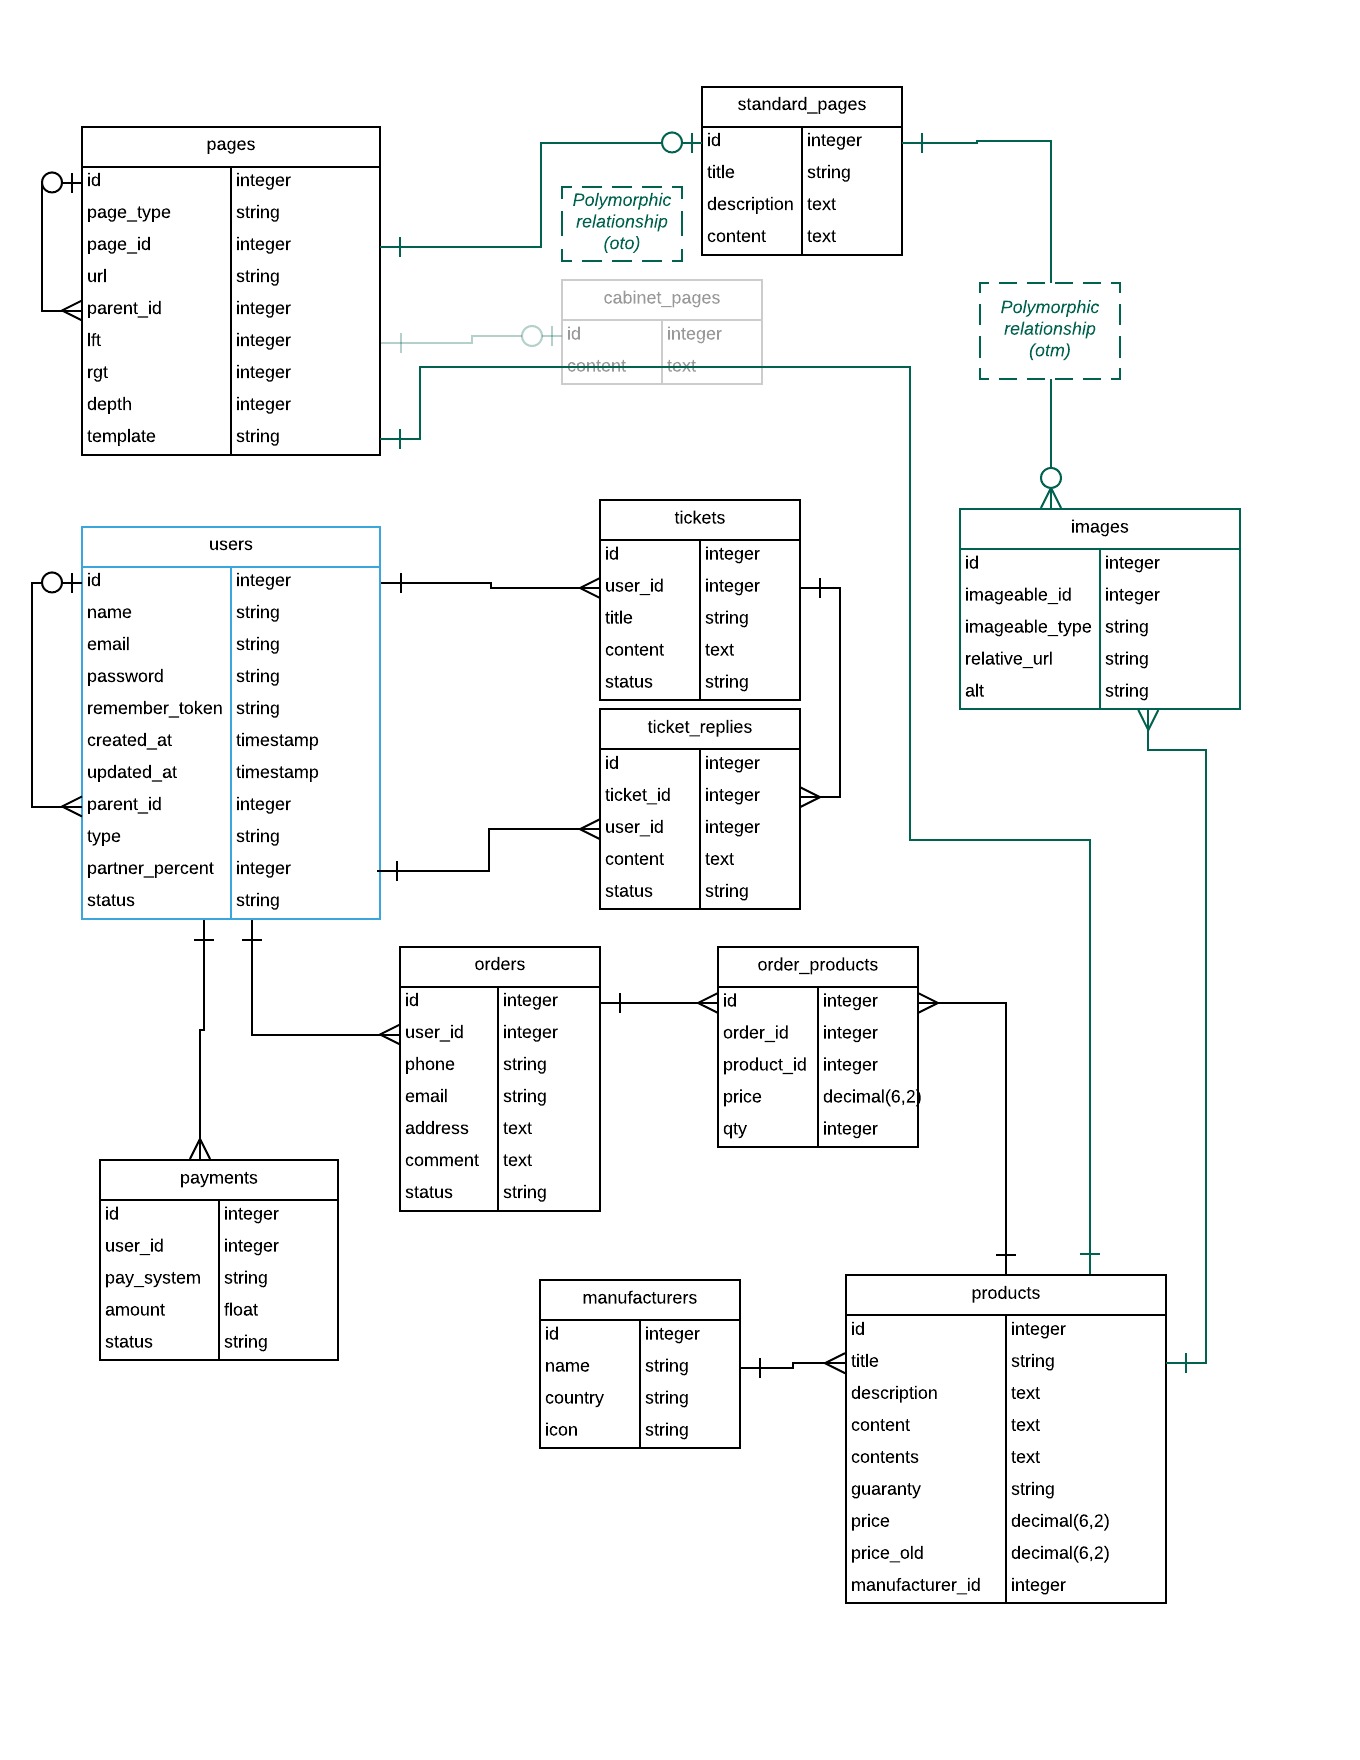 standard_pages
id integer
title string
description text
content text
pages
id integer
page_type string
page_id integer
url string
parent_id integer
lft integer
rgt integer
depth integer
template string
Polymorphic
relationship
(oto)
cabinet_pages
id integer
content text
Polymorphic
relationship
(otm)
users
id integer
name string
email string
password string
remember_token string
created_at timestamp
updated_at timestamp
parent_id integer
type string
partner_percent integer
status string
tickets
id integer
user_id integer
title string
content text
status string
ticket_replies
id integer
ticket_id integer
user_id integer
content text
status string
images
id integer
imageable_id integer
imageable_type string
relative_url string
alt string
orders
id integer
user_id integer
phone string
email string
address text
comment text
status string
order_products
id integer
order_id integer
product_id integer
price decimal(6,2)
qty integer
payments
id integer
user_id integer
pay_system string
amount float
status string
manufacturers
id integer
name string
country string
icon string
products
id integer
title string
description text
content text
contents text
guaranty string
price decimal(6,2)
price_old decimal(6,2)
manufacturer_id integer